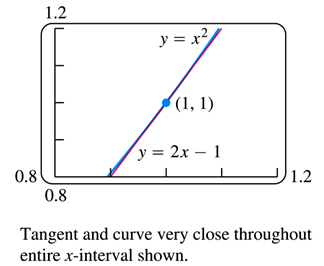 1.2
y = x²
(1, 1)
y = 2x − 1
0.8
1.2
0.8
Tangent and curve very close throughout
entire x-interval shown.